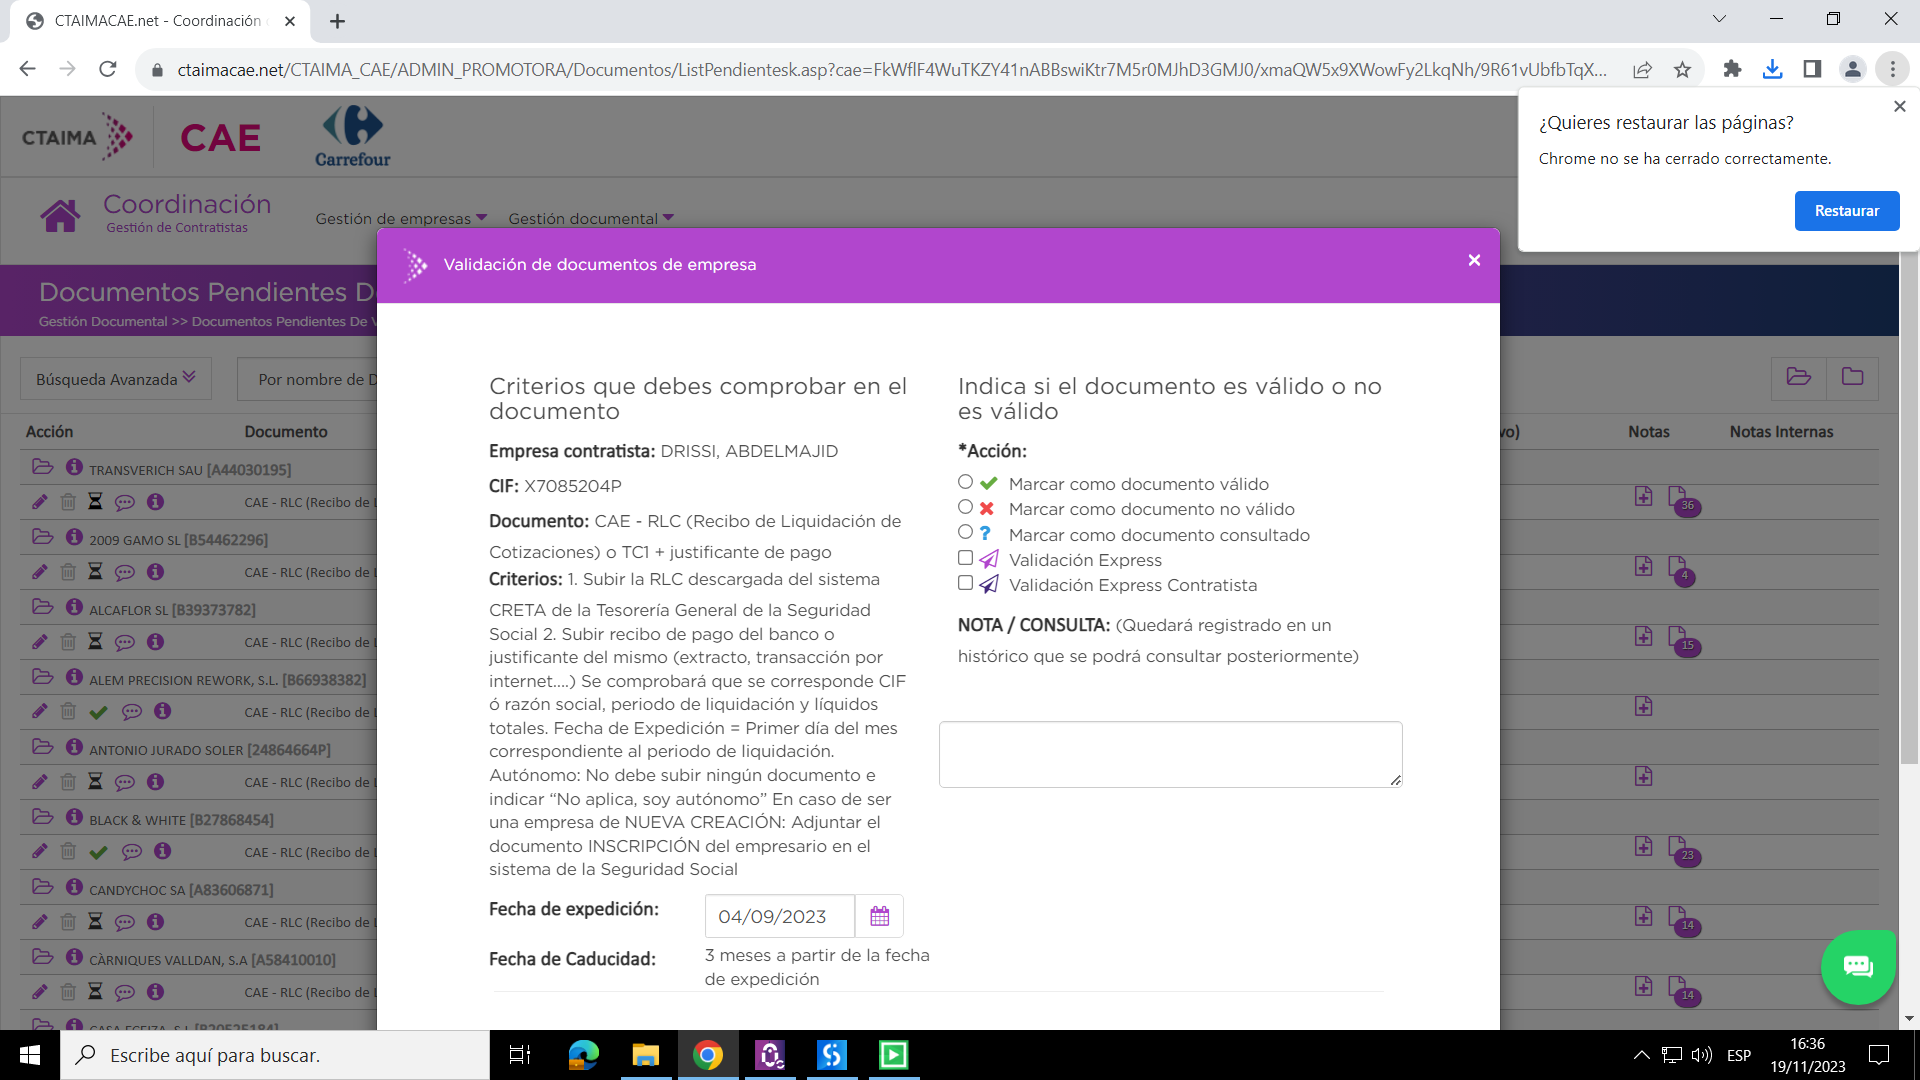 CTAIMACAE.net - Coordinación
ctaimacae.net/CTAIMA_CAE/ADMIN_PROMOTORA/Documentos/ListPendientesk.asp?cae=FkWflF4WuTKZY41nABBswiKtr7M5r0MJhD3GMJ0/xmaQW5x9XWowFy2LkqNh/9R61vUbfbTqX...
¿Quieres restaurar las páginas?
Chrome no se ha cerrado correctamente.
Restaurar
CTAIMA CAE Carrefour
Coordinación
Gestión de Contratistas
Gestión de empresas Gestión documental
Validación de documentos de empresa
Documentos Pendientes
Gestión Documental >> Documentos Pendientes De
Búsqueda Avanzada
Por nombre de
Acción Documento Notas Notas Internas
TRANSVERICH SAU [A44030195]
CAE - RLC (Recibo de 36
2009 GAMO SL [B54462296]
CAE - RLC (Recibo de 4
ALCAFLOR SL [B39373782]
CAE - RLC (Recibo de 15
ALEM PRECISION REWORK, S.L. [B66938382]
CAE - RLC (Recibo de
ANTONIO JURADO SOLER [24864664P]
CAE - RLC (Recibo de
BLACK & WHITE [B27868454]
CAE - RLC (Recibo de 23
CANDYCHOC SA [A83606871]
CAE - RLC (Recibo de 14
CÀRNIQUES VALLDAN, S.A [A58410010]
CAE - RLC (Recibo de 14
Criterios que debes comprobar en el
documento
Empresa contratista: DRISSI, ABDELMAJID
CIF: X7085204P
Documento: CAE - RLC (Recibo de Liquidación de
Cotizaciones) o TC1 + justificante de pago
Criterios: 1. Subir la RLC descargada del sistema
CRETA de la Tesorería General de la Seguridad
Social 2. Subir recibo de pago del banco o
justificante del mismo (extracto, transacción por
internet....) Se comprobará que se corresponde CIF
ó razón social, periodo de liquidación y líquidos
totales. Fecha de Expedición = Primer día del mes
correspondiente al periodo de liquidación.
Autónomo: No debe subir ningún documento e
indicar “No aplica, soy autónomo” En caso de ser
una empresa de NUEVA CREACIÓN: Adjuntar el
documento INSCRIPCIÓN del empresario en el
sistema de la Seguridad Social
Fecha de expedición: 04/09/2023
Fecha de Caducidad: 3 meses a partir de la fecha
de expedición
Indica si el documento es válido o no
es válido
*Acción:
Marcar como documento válido
Marcar como documento no válido
Marcar como documento consultado
Validación Express
Validación Express Contratista
NOTA / CONSULTA: (Quedará registrado en un
histórico que se podrá consultar posteriormente)
Escribe aquí para buscar.
ESP
16:36
19/11/2023